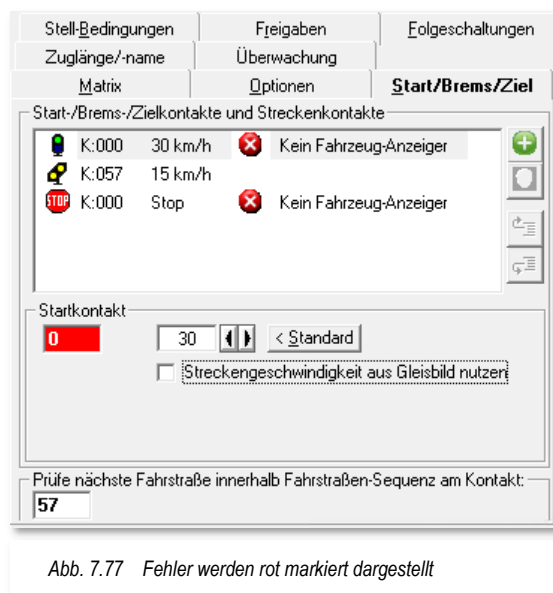 Stell-Bedingungen Freigaben Folgeschaltungen
Zuglänge/-name Überwachung
Matrix Optionen Start/Brems/Ziel
Start-/Brems-/Zielkontakte und Streckenkontakte
K:000 30 km/h Kein Fahrzeug-Anzeiger
K:057 15 km/h
STOP K:000 Stop Kein Fahrzeug-Anzeiger
Startkontakt
0 30 < Standard
Streckengeschwindigkeit aus Gleisbild nutzen
Prüfe nächste Fahrstraße innerhalb Fahrstraßen-Sequenz am Kontakt:
57
Abb. 7.77 Fehler werden rot markiert dargestellt